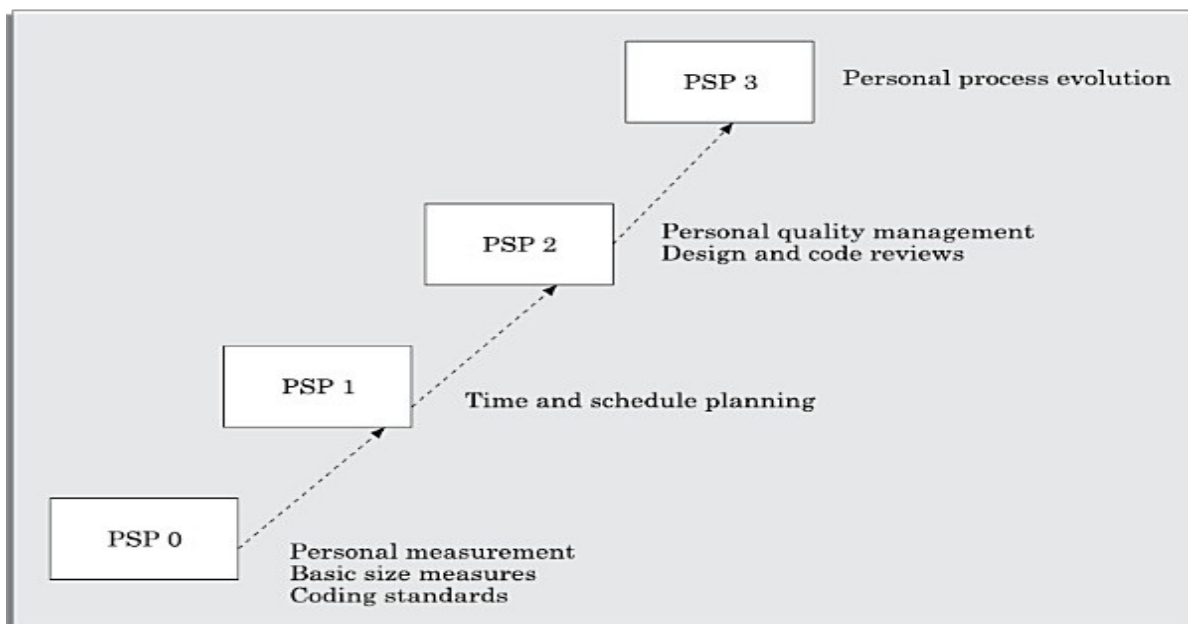 PSP 3
Personal process evolution
PSP 2
Personal quality management
Design and code reviews
PSP 1
Time and schedule planning
PSP 0
Personal measurement
Basic size measures
Coding standards